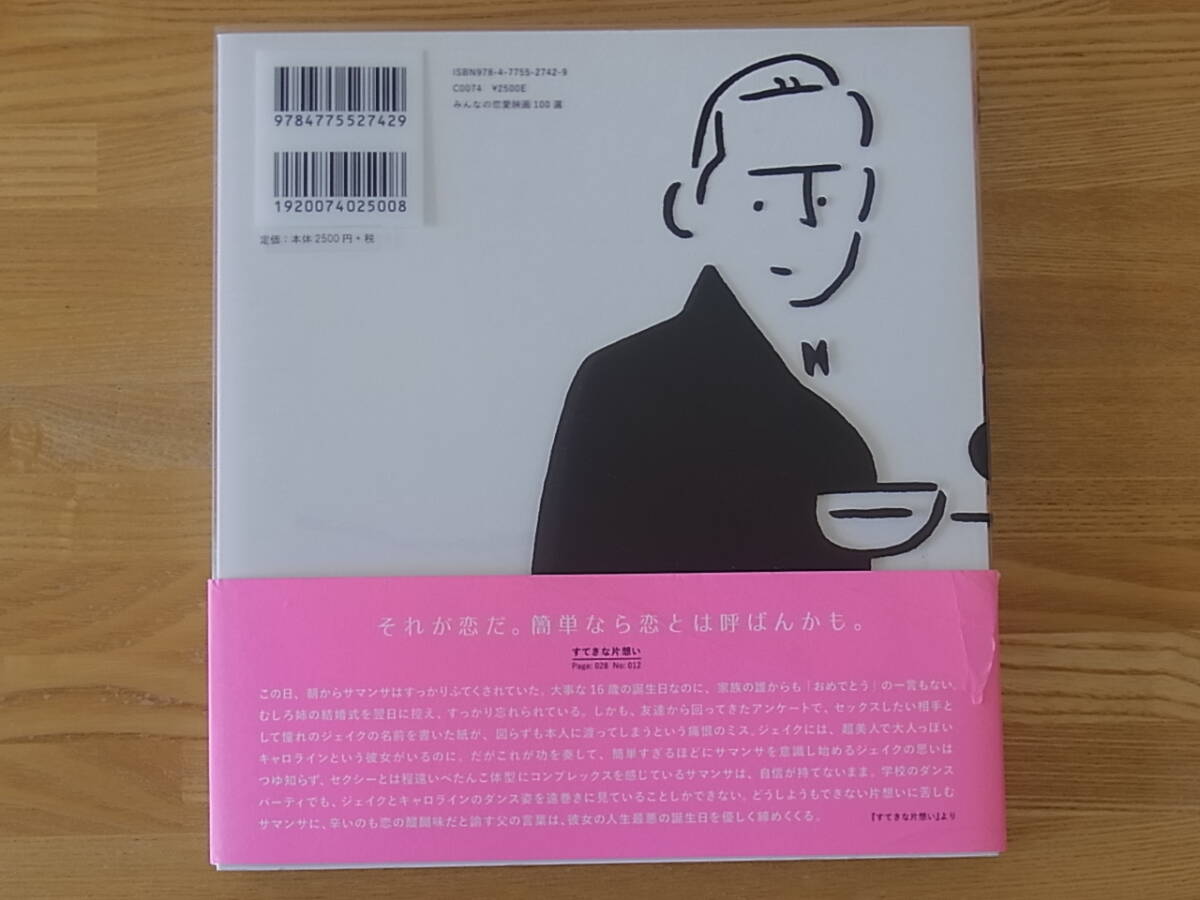 9784775527429
1920074025008
定価：本体2500円＋税
ISBN978-4-7755-2742-9
C0074 ¥2500E
みんなの恋愛映画100選
それが恋だ。簡単なら恋とは呼ばんかも。
すてきな片想い
Page: 028 No: 012
この日、朝からサマンサはすっかりふてくされていた。大事な16歳の誕生日なのに、家族の誰からも「おめでとう」の一言もない。
むしろ姉の結婚式を翌日に控え、すっかり忘れられている。しかも、友達から回ってきたアンケートで、セックスしたい相手と
して憧れのジェイクの名前を書いた紙が、図らずも本人に渡ってしまうという痛恨のミス。ジェイクには、超美人で大人っぽい
キャロラインという彼女がいるのに。だがこれが功を奏して、簡単すぎるほどにサマンサを意識し始めるジェイクの思いは
つゆ知らず、セクシーとは程遠いぺたんこ体型にコンプレックスを感じているサマンサは、自信が持てないまま。学校のダンス
パーティでも、ジェイクとキャロラインのダンス姿を遠巻きに見ていることしかできない。どうしようもできない片想いに苦しむ
サマンサに、辛いのも恋の醍醐味だと諭す父の言葉は、彼女の人生最悪の誕生日を優しく締めくくる。
『すてきな片想い』より